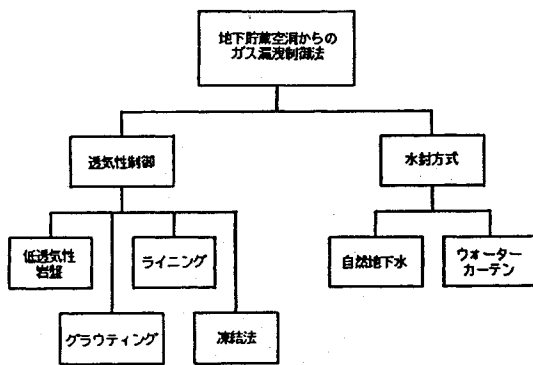 地下貯蔵空洞からの
ガス漏洩制御法
透気性制御
水封方式
低透気性
岩盤
ライニング
自然地下水
ウォーター
カーテン
グラウティング
凍結法